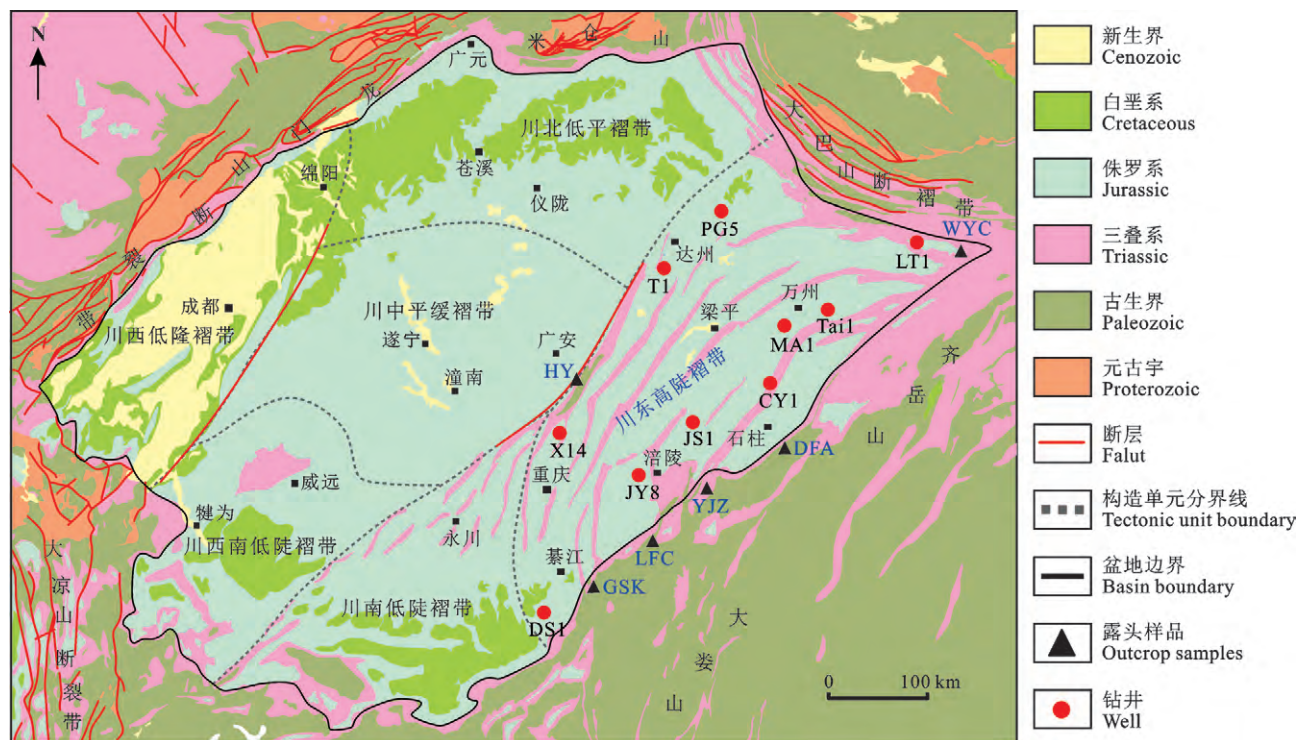 N
米仓山
广元
龙门山断裂带
大巴山断褶带
川北低平褶带
绵阳
苍溪
仪陇
WYC
PG5
达州
LT1
T1
成都
川西低隆褶带
川中平缓褶带
遂宁
广安
梁平
万州
Tai1
MA1
潼南
HY
川东高陡褶带
CY1
齐岳山
X14
JS1
石柱
DFA
威远
重庆
涪陵
JY8
YJZ
犍为
川西南低陡褶带
永川
LFC
綦江
GSK
大凉山断裂带
川南低陡褶带
DS1
大娄山
0 100 km
新生界
Cenozoic
白垩系
Cretaceous
侏罗系
Jurassic
三叠系
Triassic
古生界
Paleozoic
元古宇
Proterozoic
断层
Falut
构造单元分界线
Tectonic unit boundary
盆地边界
Basin boundary
露头样品
Outcrop samples
钻井
Well